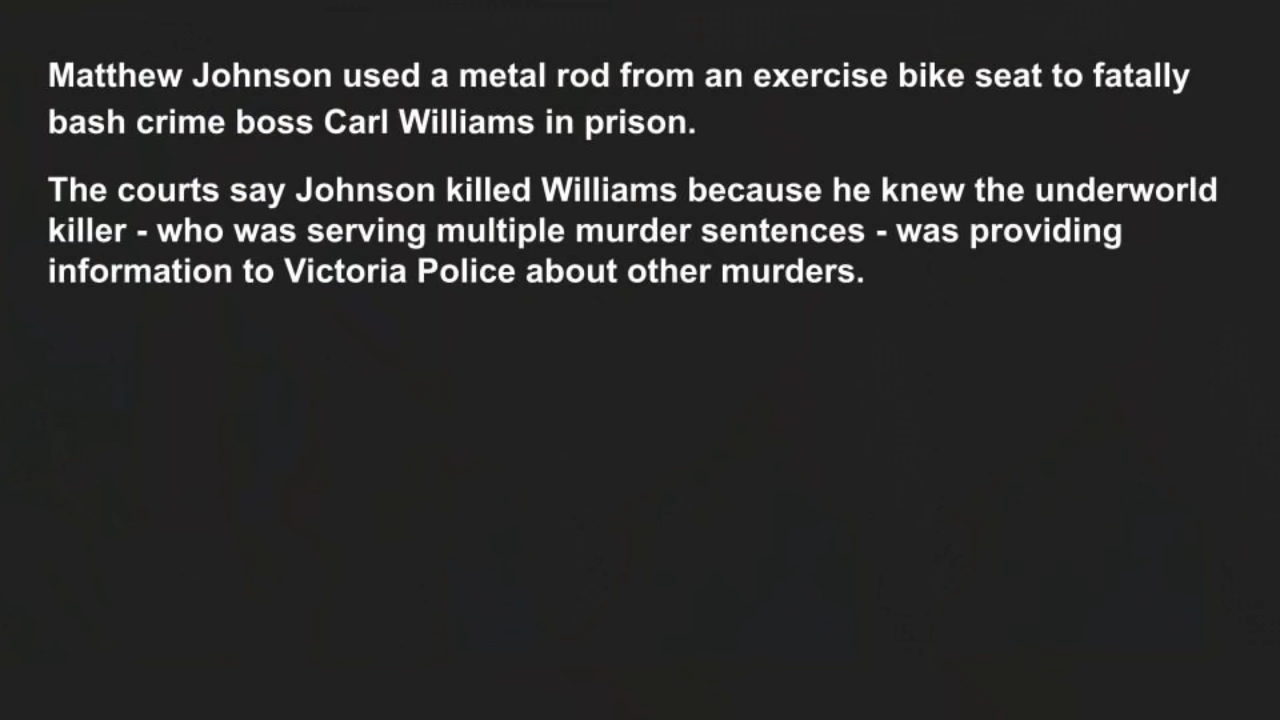 Matthew Johnson used a metal rod from an exercise bike seat to fatally
bash crime boss Carl Williams in prison.
The courts say Johnson killed Williams because he knew the underworld
killer - who was serving multiple murder sentences - was providing
information to Victoria Police about other murders.